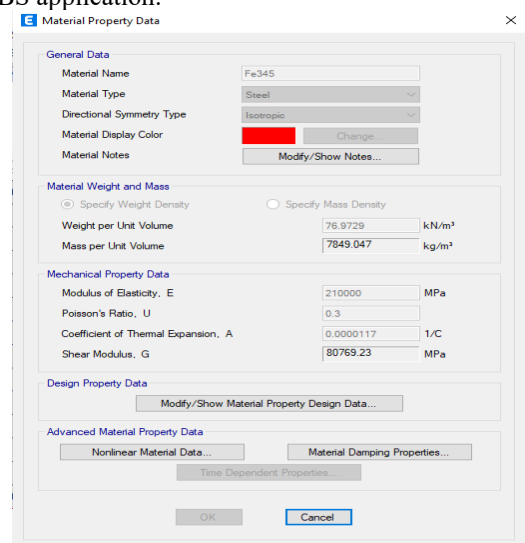 BS application.
E Material Property Data
General Data
Material Name Fe345
Material Type Steel
Directional Symmetry Type Isotropic
Material Display Color Change...
Material Notes Modify/Show Notes...
Material Weight and Mass
Specify Weight Density Specify Mass Density
Weight per Unit Volume 76.9729 kN/m³
Mass per Unit Volume 7849.047 kg/m³
Mechanical Property Data
Modulus of Elasticity, E 210000 MPa
Poisson's Ratio, U 0.3
Coefficient of Thermal Expansion, A 0.0000117 1/C
Shear Modulus, G 80769.23 MPa
Design Property Data
Modify/Show Material Property Design Data...
Advanced Material Property Data
Nonlinear Material Data... Material Damping Properties...
Time Dependent Properties...
OK Cancel